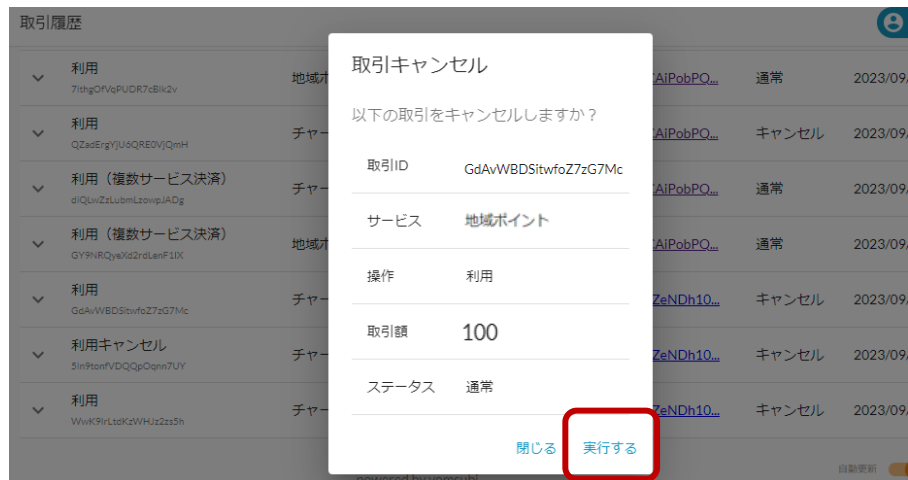 取引履歴
取引キャンセル
以下の取引をキャンセルしますか？
取引ID GdAvWBDSitwfoZ7zG7Mc
サービス 地域ポイント
操作 利用
取引額 100
ステータス 通常
閉じる 実行する
利用 地域ポ AiPobPQ... 通常 2023/09/
7IthgOfVqPUDR7cBIk2v
利用 チャー AiPobPQ... キャンセル 2023/09/
QZadErgYjU6QRE0VjQmH
利用（複数サービス決済） チャー AiPobPQ... 通常 2023/09/
diQLwZzLubmLzowpJADg
利用（複数サービス決済） 地域ポ AiPobPQ... 通常 2023/09/
GY9NRQyeXd2rdLenF1IX
利用 チャー ZeNDh10... キャンセル 2023/09/
GdAvWBDSitwfoZ7zG7Mc
利用キャンセル チャー ZeNDh10... キャンセル 2023/09/
5in9tonfVDQQpOqnn7UY
利用 チャー ZeNDh10... キャンセル 2023/09/
WwK9IrLtdKzWHJz2zs5h
自動更新